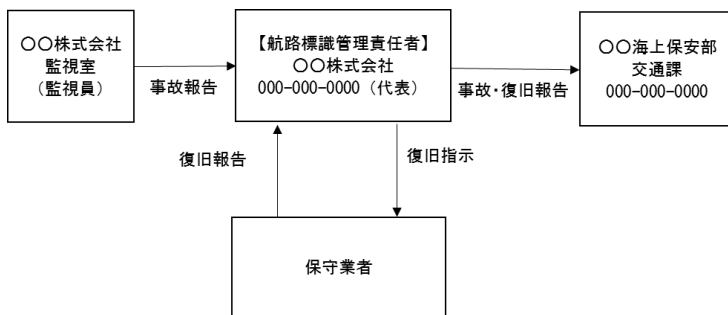 〇〇株式会社
監視室
（監視員）
事故報告
【航路標識管理責任者】
〇〇株式会社
000-000-0000（代表）
事故・復旧報告
〇〇海上保安部
交通課
000-000-0000
復旧報告
復旧指示
保守業者